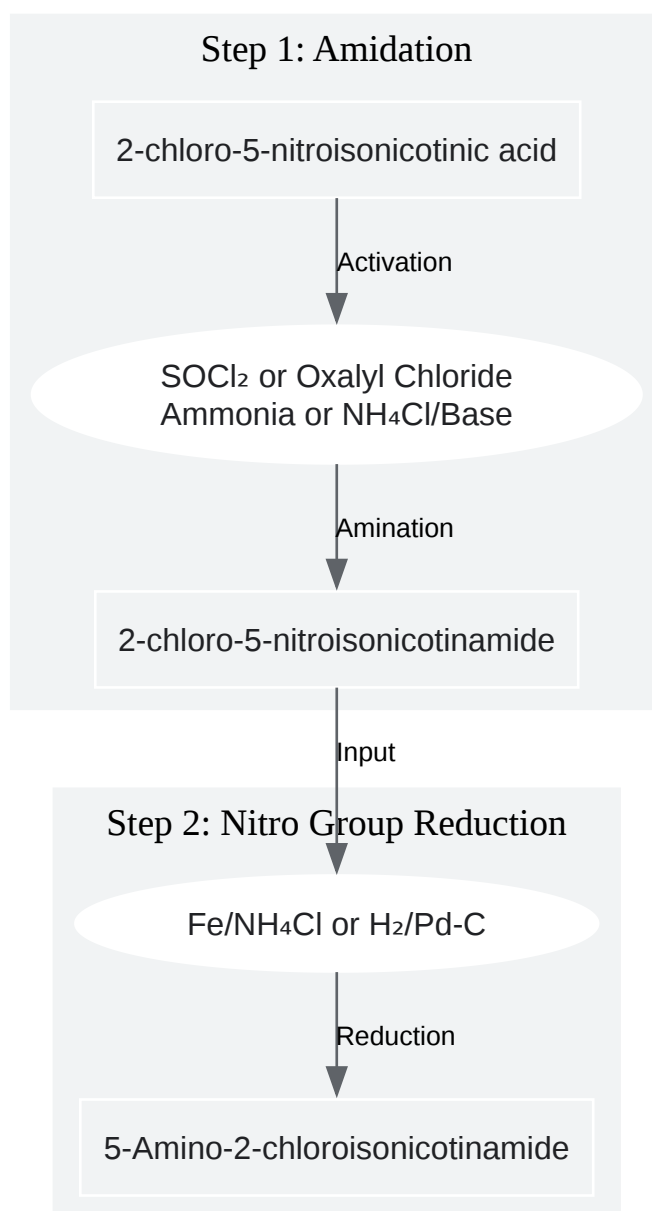 Step 1: Amidation
2-chloro-5-nitroisonicotinic acid
Activation
SOCl₂ or Oxalyl Chloride
Ammonia or NH₄Cl/Base
Amination
2-chloro-5-nitroisonicotinamide
Input
Step 2: Nitro Group Reduction
Fe/NH₄Cl or H₂/Pd-C
Reduction
5-Amino-2-chloroisonicotinamide